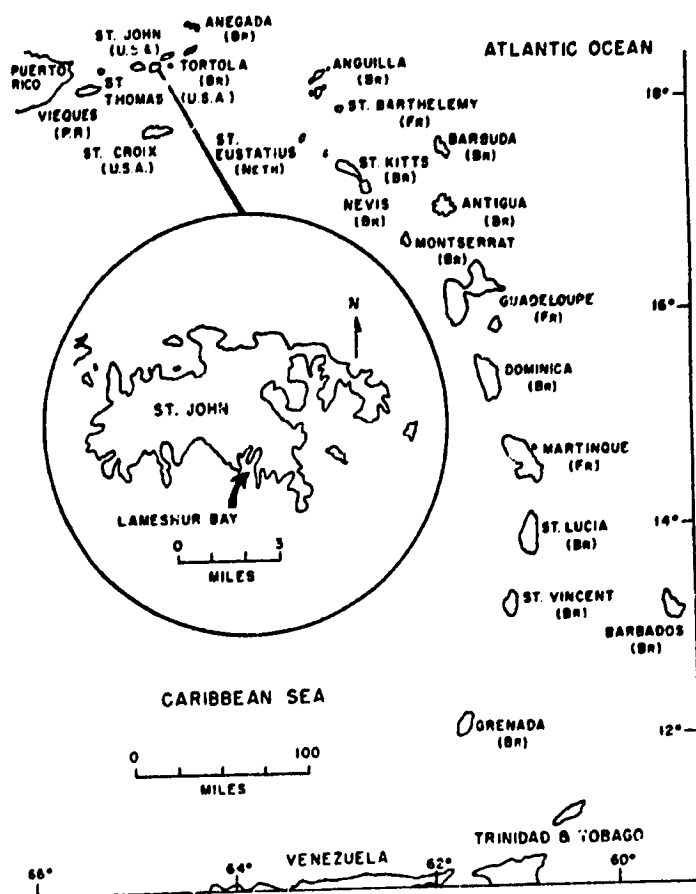 ANEGADA
(BR)
ST. JOHN
(U.S.A.)
ATLANTIC OCEAN
PUERTO
RICO
TORTOLA
(BR)
ANGUILLA
(BR)
ST
THOMAS
(U.S.A.)
18°
VIEQUES
(P.R)
ST. BARTHELEMY
(FR)
ST. CROIX
(U.S.A.)
ST.
EUSTATIUS
(NETH)
BARBUDA
(BR)
ST. KITTS
(BR)
NEVIS
(BR)
ANTIGUA
(BR)
MONTSERRAT
(BR)
GUADELOUPE
(FR)
16°
N
DOMINICA
(BR)
ST. JOHN
MARTINQUE
(FR)
LAMESHUR BAY
14°
ST. LUCIA
(BR)
0 3
MILES
ST. VINCENT
(BR)
BARBADOS
(BR)
CARIBBEAN SEA
GRENADA
(BR)
12°
0 100
MILES
TRINIDAD & TOBAGO
66° 64° VENEZUELA 62° 60°